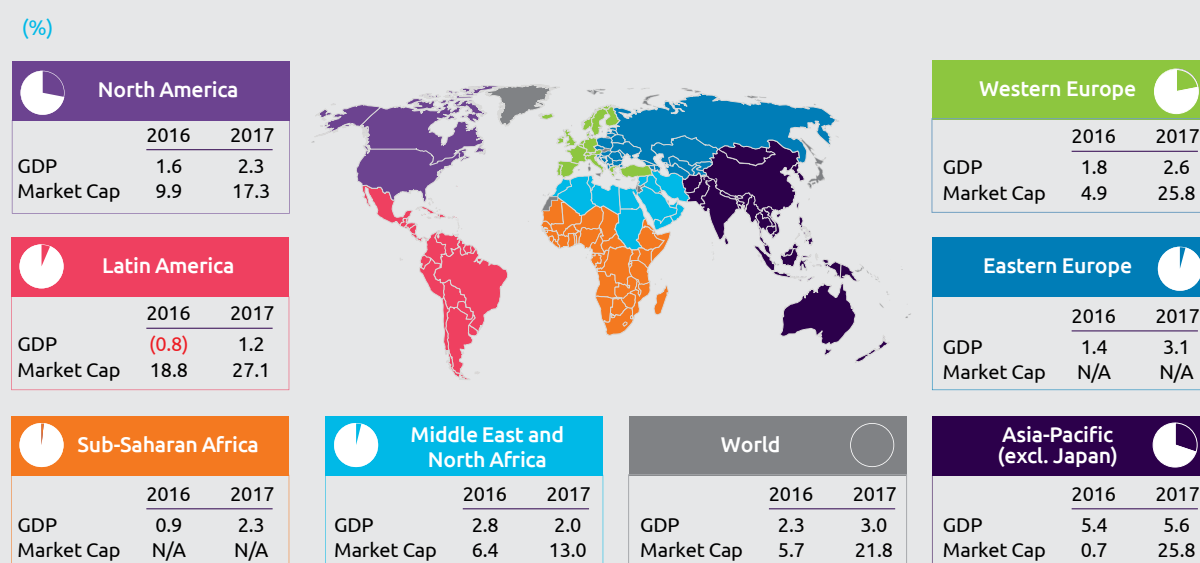 (%)
North America
2016 2017
GDP 1.6 2.3
Market Cap 9.9 17.3
Western Europe
2016 2017
GDP 1.8 2.6
Market Cap 4.9 25.8
Latin America
2016 2017
GDP (0.8) 1.2
Market Cap 18.8 27.1
Eastern Europe
2016 2017
GDP 1.4 3.1
Market Cap N/A N/A
Sub-Saharan Africa
2016 2017
GDP 0.9 2.3
Market Cap N/A N/A
Middle East and
North Africa
2016 2017
GDP 2.8 2.0
Market Cap 6.4 13.0
World
2016 2017
GDP 2.3 3.0
Market Cap 5.7 21.8
Asia-Pacific
(excl. Japan)
2016 2017
GDP 5.4 5.6
Market Cap 0.7 25.8